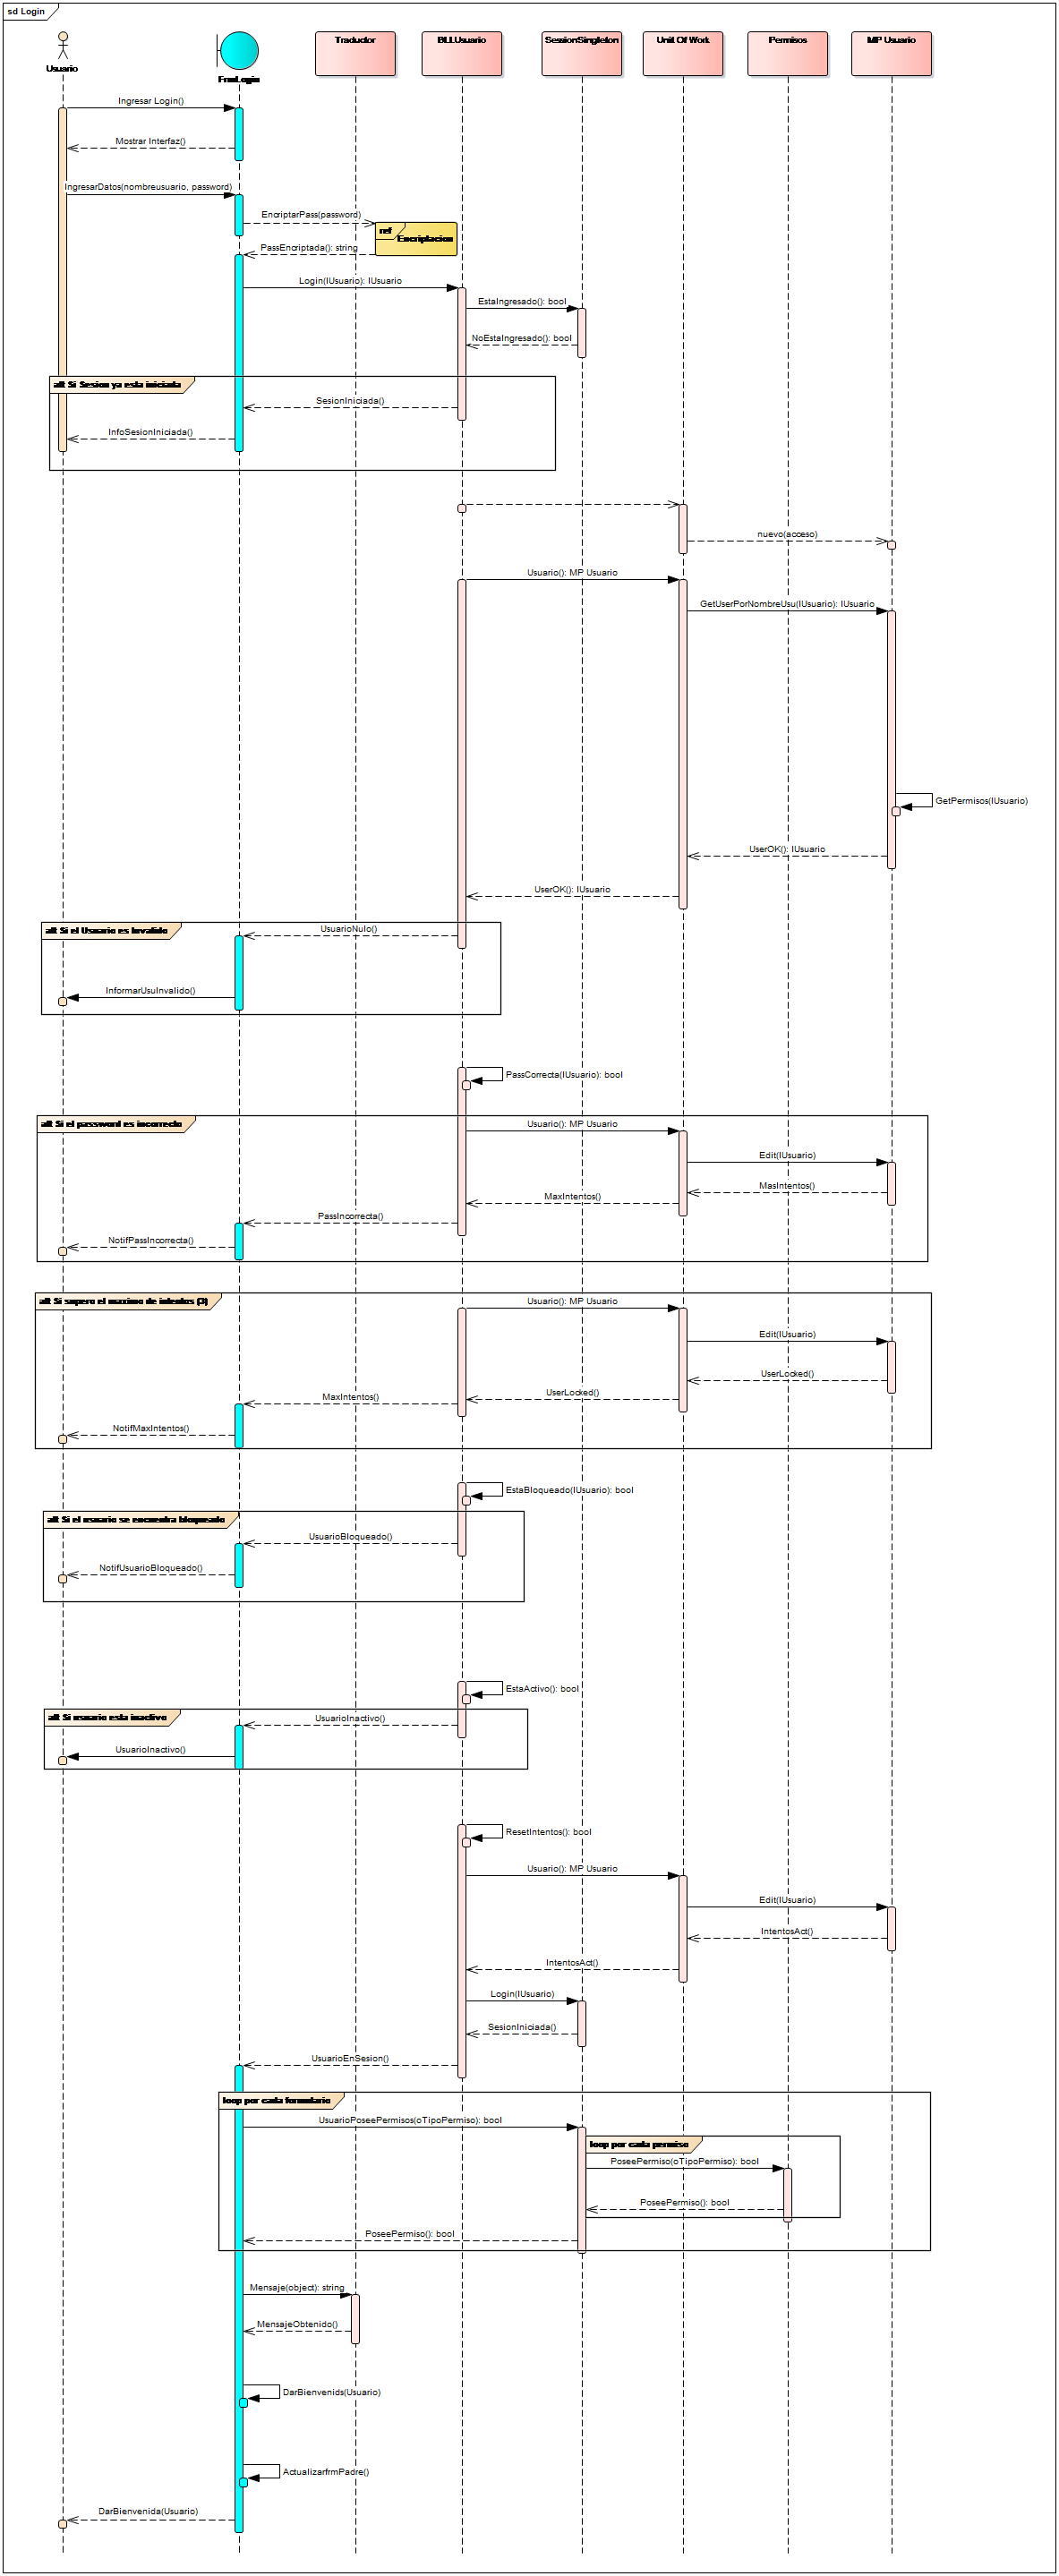 sd Login
Usuario
FrmLogin
Traductor
BLLUsuario
SessionSingleton
Unit Of Work
Permisos
MP Usuario
Ingresar Login()
Mostrar Interfaz()
IngresarDatos(nombreusuario, password)
EncriptarPass(password)
ref
Encriptacion
PassEncriptada(): string
Login(IUsuario): IUsuario
EstaIngresado(): bool
NoEstaIngresado(): bool
alt Si Sesion ya esta iniciada
SesionIniciada()
InfoSesionIniciada()
nuevo(acceso)
Usuario(): MP Usuario
GetUserPorNombreUsu(IUsuario): IUsuario
GetPermisos(IUsuario)
UserOK(): IUsuario
UserOK(): IUsuario
alt Si el Usuario es Invalido
UsuarioNulo()
InformarUsuInvalido()
PassCorrecta(IUsuario): bool
alt Si el password es incorrecto
Usuario(): MP Usuario
Edit(IUsuario)
MasIntentos()
MaxIntentos()
PassIncorrecta()
NotifPassIncorrecta()
alt Si supero el maximo de intentos (3)
Usuario(): MP Usuario
Edit(IUsuario)
UserLocked()
UserLocked()
MaxIntentos()
NotifMaxIntentos()
EstaBloqueado(IUsuario): bool
alt Si el usuario se encuentra bloqueado
UsuarioBloqueado()
NotifUsuarioBloqueado()
EstaActivo(): bool
alt Si usuario esta inactivo
UsuarioInactivo()
UsuarioInactivo()
ResetIntentos(): bool
Usuario(): MP Usuario
Edit(IUsuario)
IntentosAct()
IntentosAct()
Login(IUsuario)
SesionIniciada()
UsuarioEnSesion()
loop por cada formulario
UsuarioPoseePermisos(oTipoPermiso): bool
loop por cada permiso
PoseePermiso(oTipoPermiso): bool
PoseePermiso(): bool
PoseePermiso(): bool
Mensaje(object): string
MensajeObtenido()
DarBienvenids(Usuario)
ActualizarfrmPadre()
DarBienvenida(Usuario)